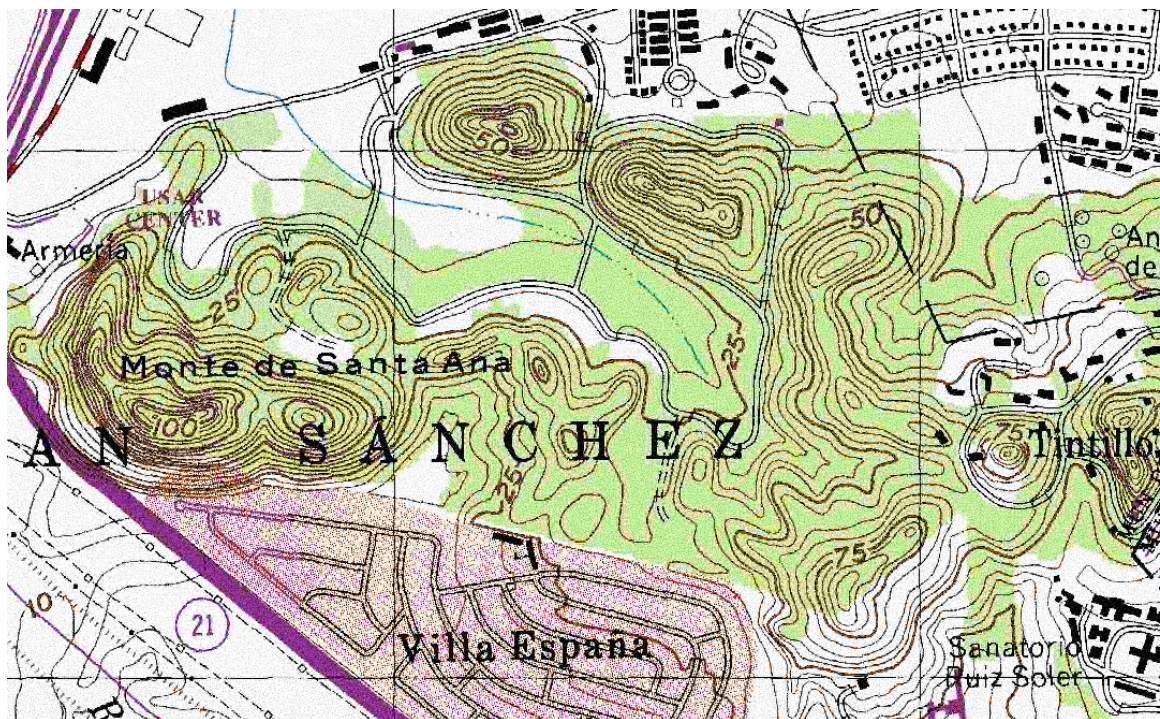 50
USAR
CENTER
50
Armería
An
de
25
25
Monte de Santa Ana
100
75
Tintillo
AN SÁNCHEZ
25
75
10
21
Villa España
Sanatorio
Ruiz Soler
R